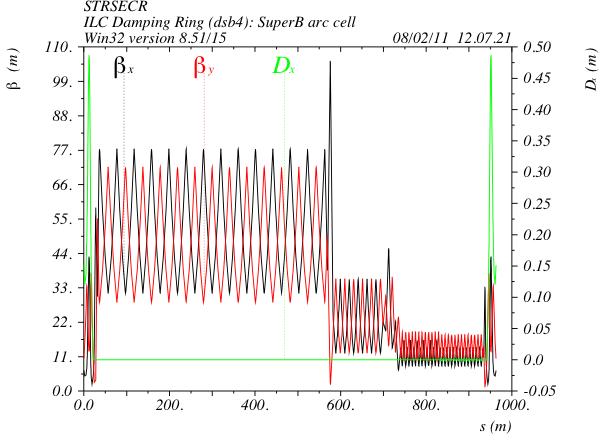 STRSECR
ILC Damping Ring (dsb4): SuperB arc cell
Win32 version 8.51/15 08/02/11 12.07.21
β (m)
110.
99.
88.
77.
66.
55.
44.
33.
22.
11.
0.0
βx βy Dx
0.50
0.45
0.40
0.35
0.30
0.25
0.20
0.15
0.10
0.05
0.0
-0.05
Dx (m)
0.0 200. 400. 600. 800. 1000.
s (m)